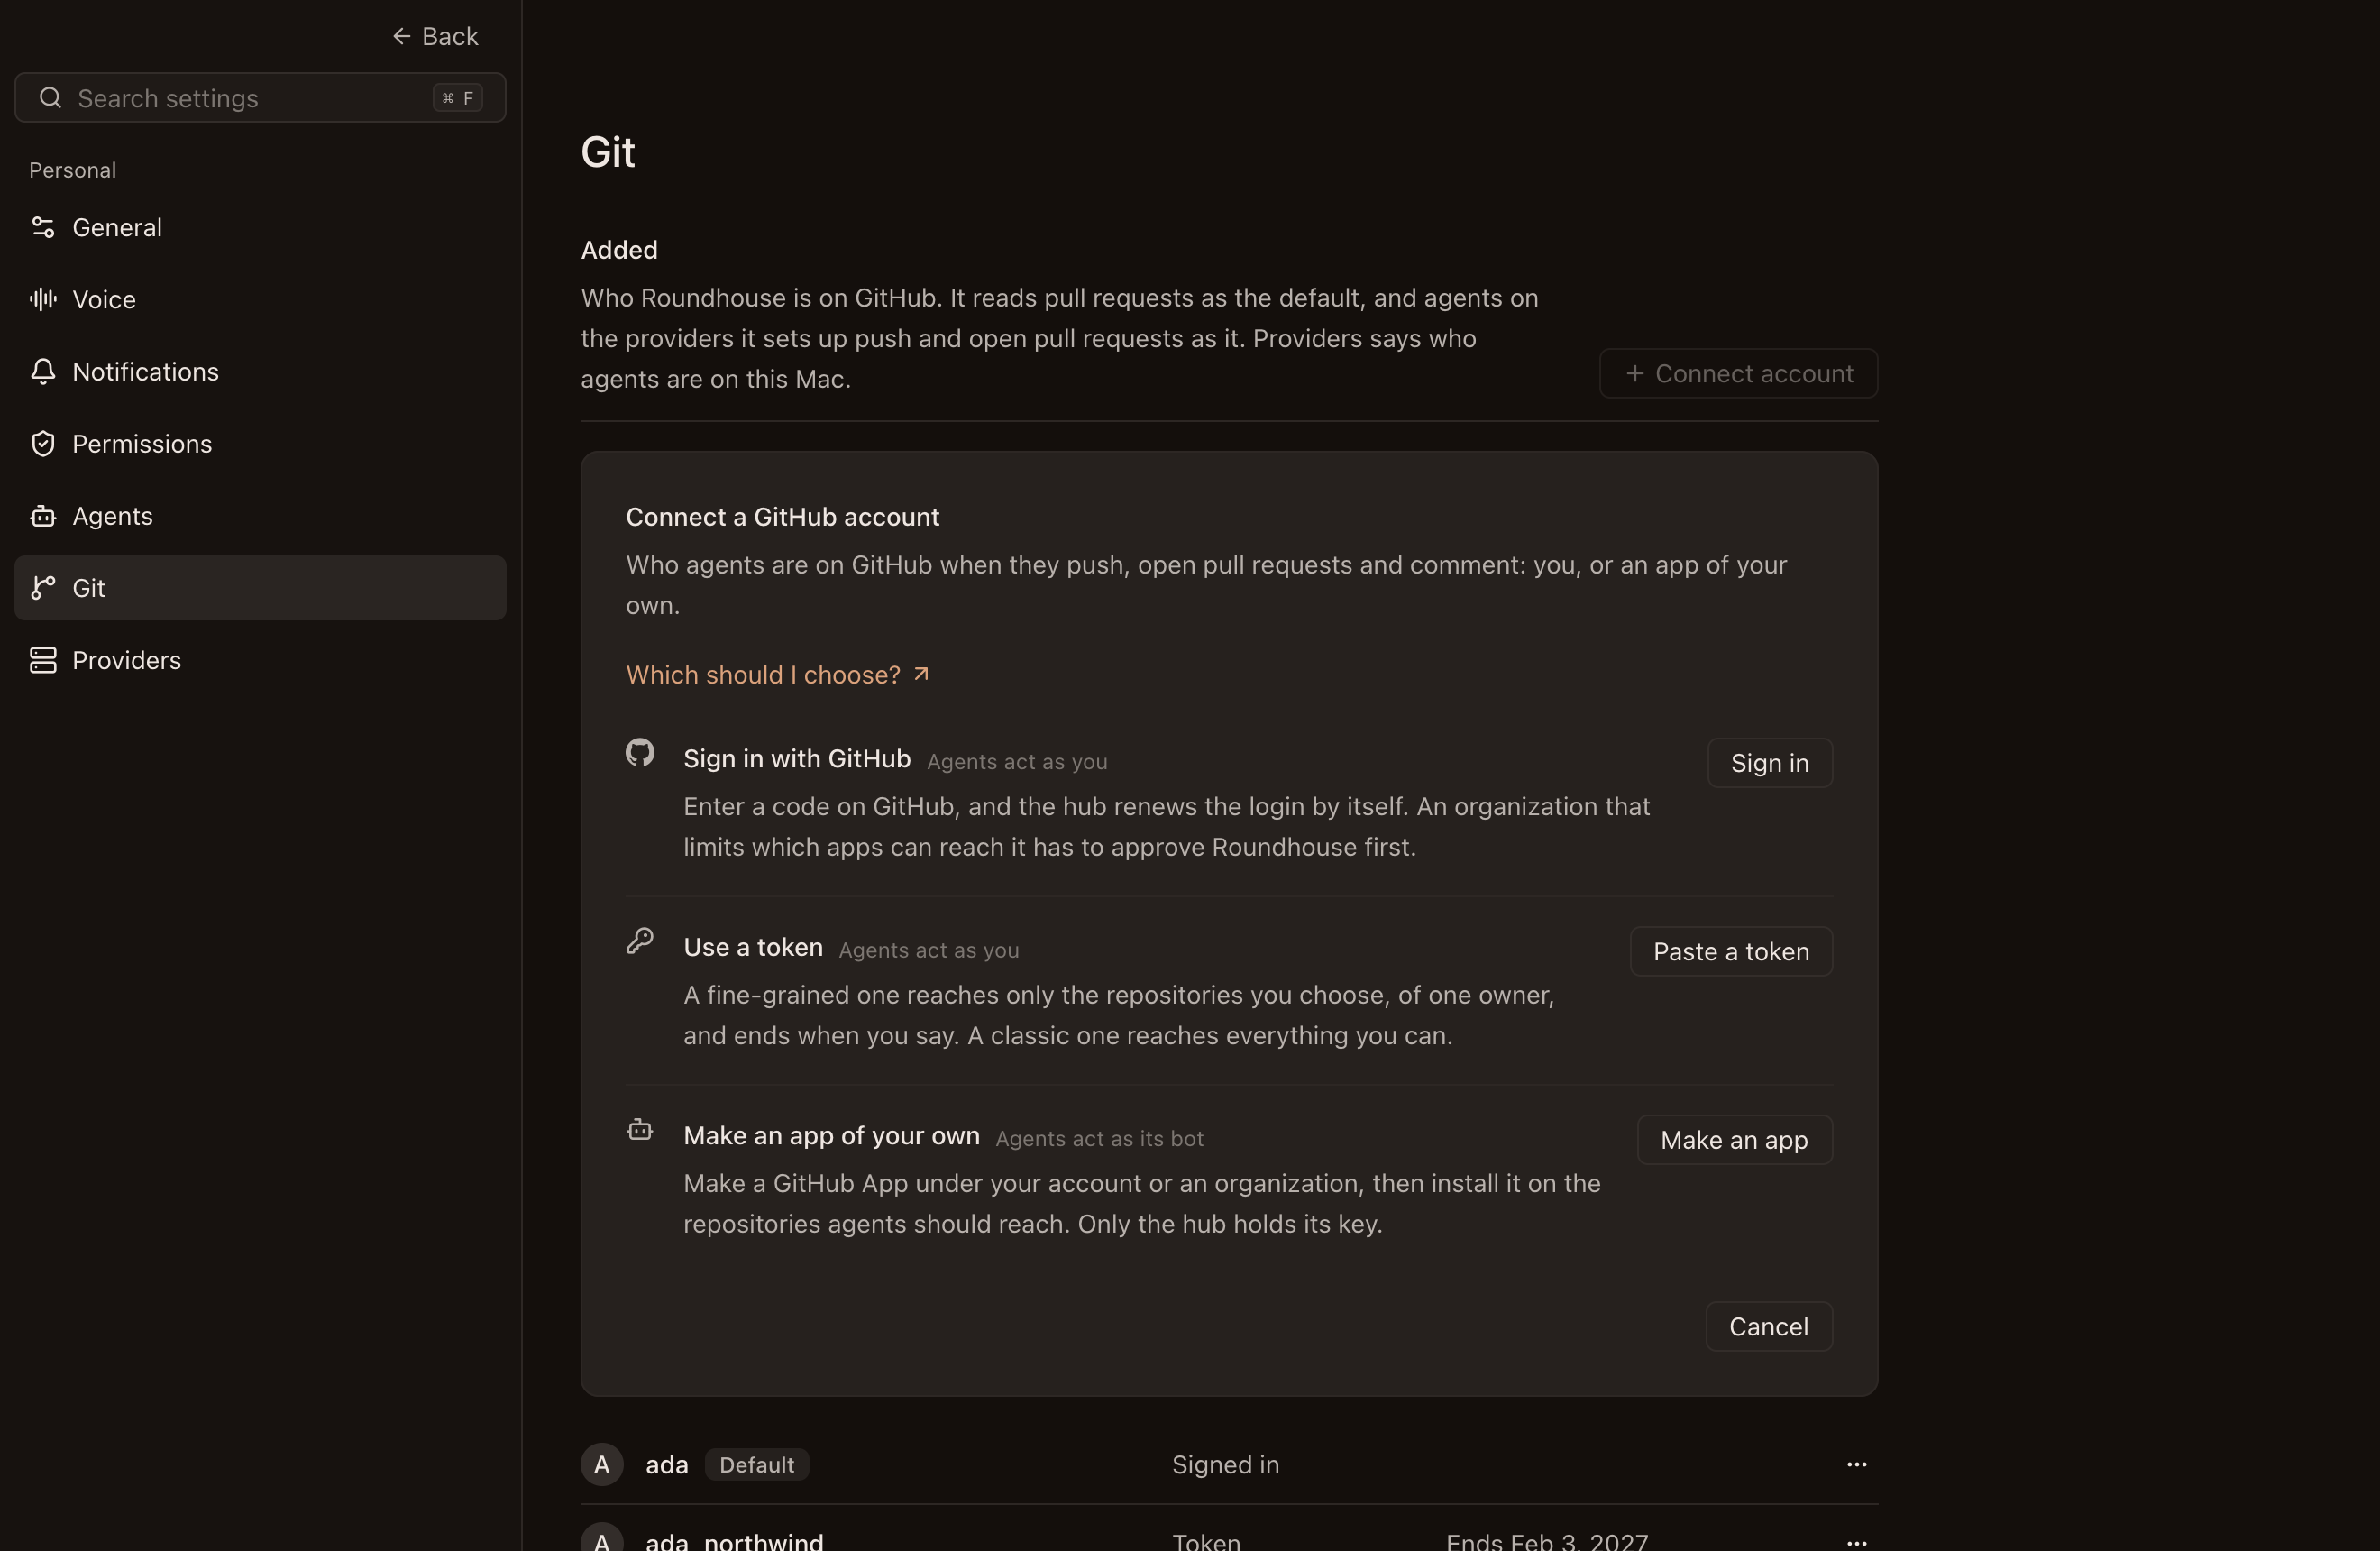 Back
Search settings
⌘ F
Personal
General
Voice
Notifications
Permissions
Agents
Git
Providers
Git
Added
Who Roundhouse is on GitHub. It reads pull requests as the default, and agents on
the providers it sets up push and open pull requests as it. Providers says who
agents are on this Mac.
+ Connect account
Connect a GitHub account
Who agents are on GitHub when they push, open pull requests and comment: you, or an app of your
own.
Which should I choose?
Sign in with GitHub Agents act as you
Sign in
Enter a code on GitHub, and the hub renews the login by itself. An organization that
limits which apps can reach it has to approve Roundhouse first.
Use a token Agents act as you
Paste a token
A fine-grained one reaches only the repositories you choose, of one owner,
and ends when you say. A classic one reaches everything you can.
Make an app of your own Agents act as its bot
Make an app
Make a GitHub App under your account or an organization, then install it on the
repositories agents should reach. Only the hub holds its key.
Cancel
A ada Default Signed in
A ada northwind Token Ends Feb 3, 2027